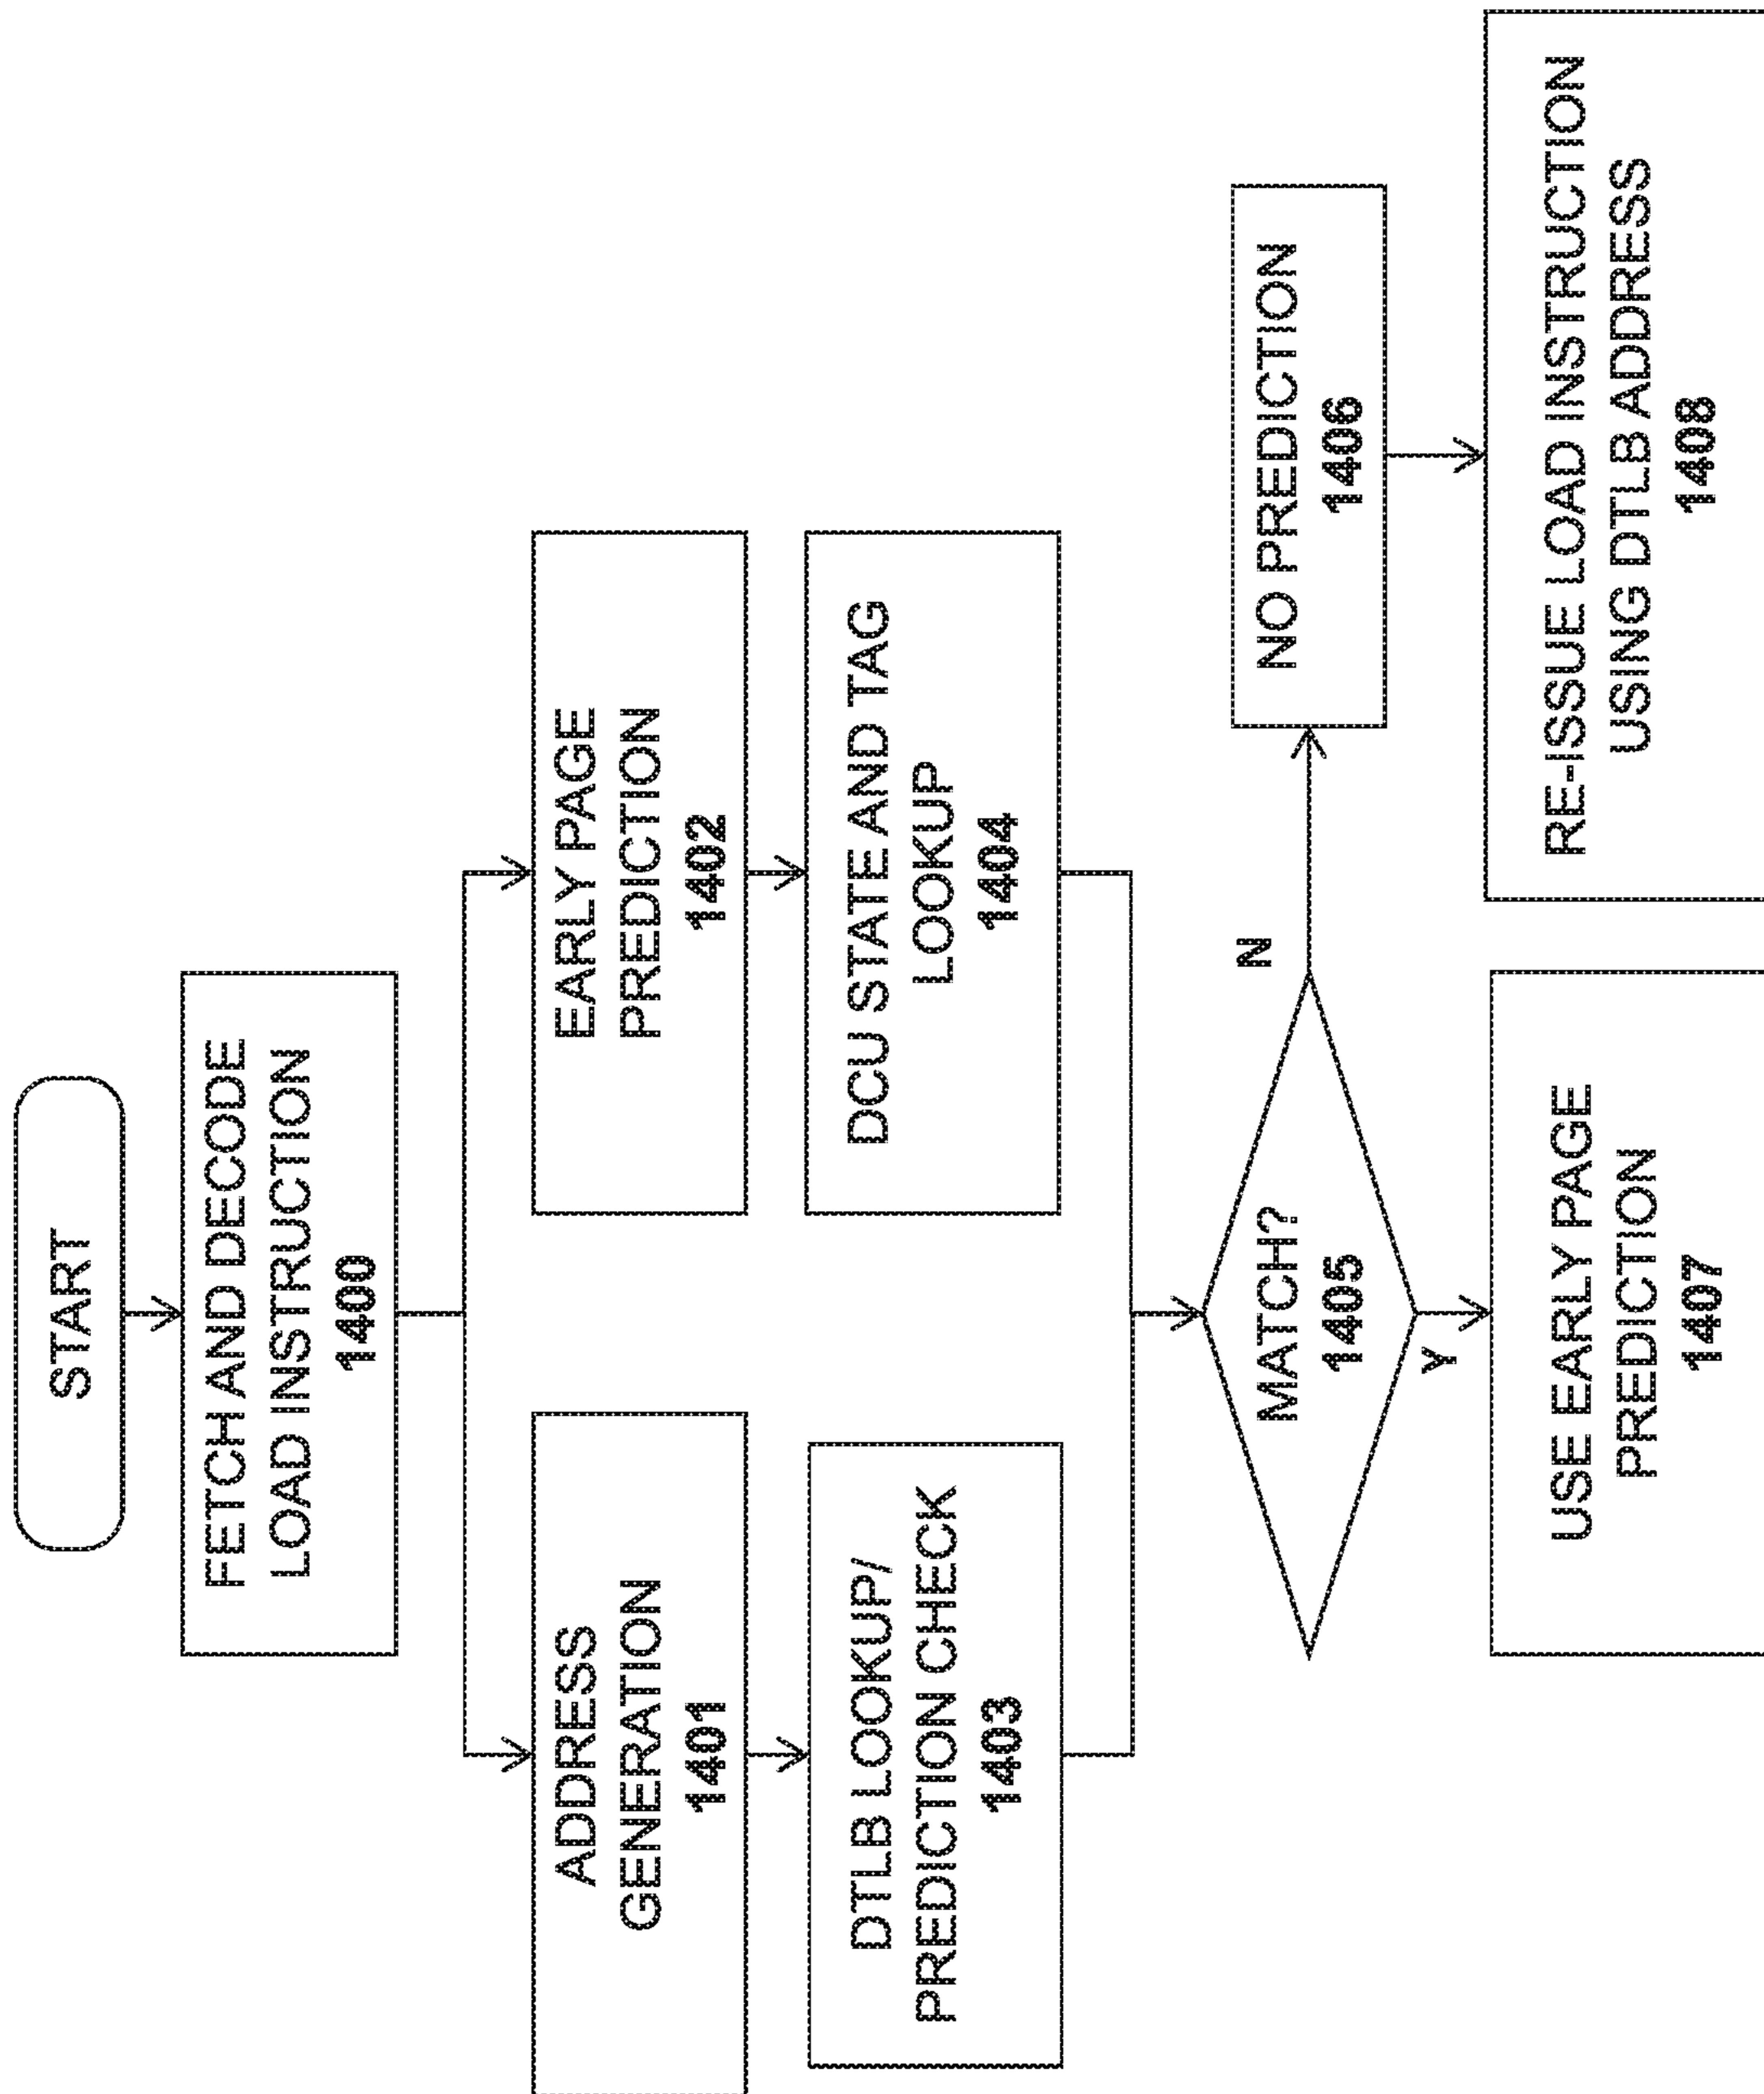 START
FETCH AND DECODE
LOAD INSTRUCTION
1400
ADDRESS
GENERATION
1401
EARLY PAGE
PREDICTION
1402
DTLB LOOKUP/
PREDICTION CHECK
1403
DCU STATE AND TAG
LOOKUP
1404
MATCH?
1405
N
NO PREDICTION
1406
Y
USE EARLY PAGE
PREDICTION
1407
RE-ISSUE LOAD INSTRUCTION
USING DTLB ADDRESS
1408